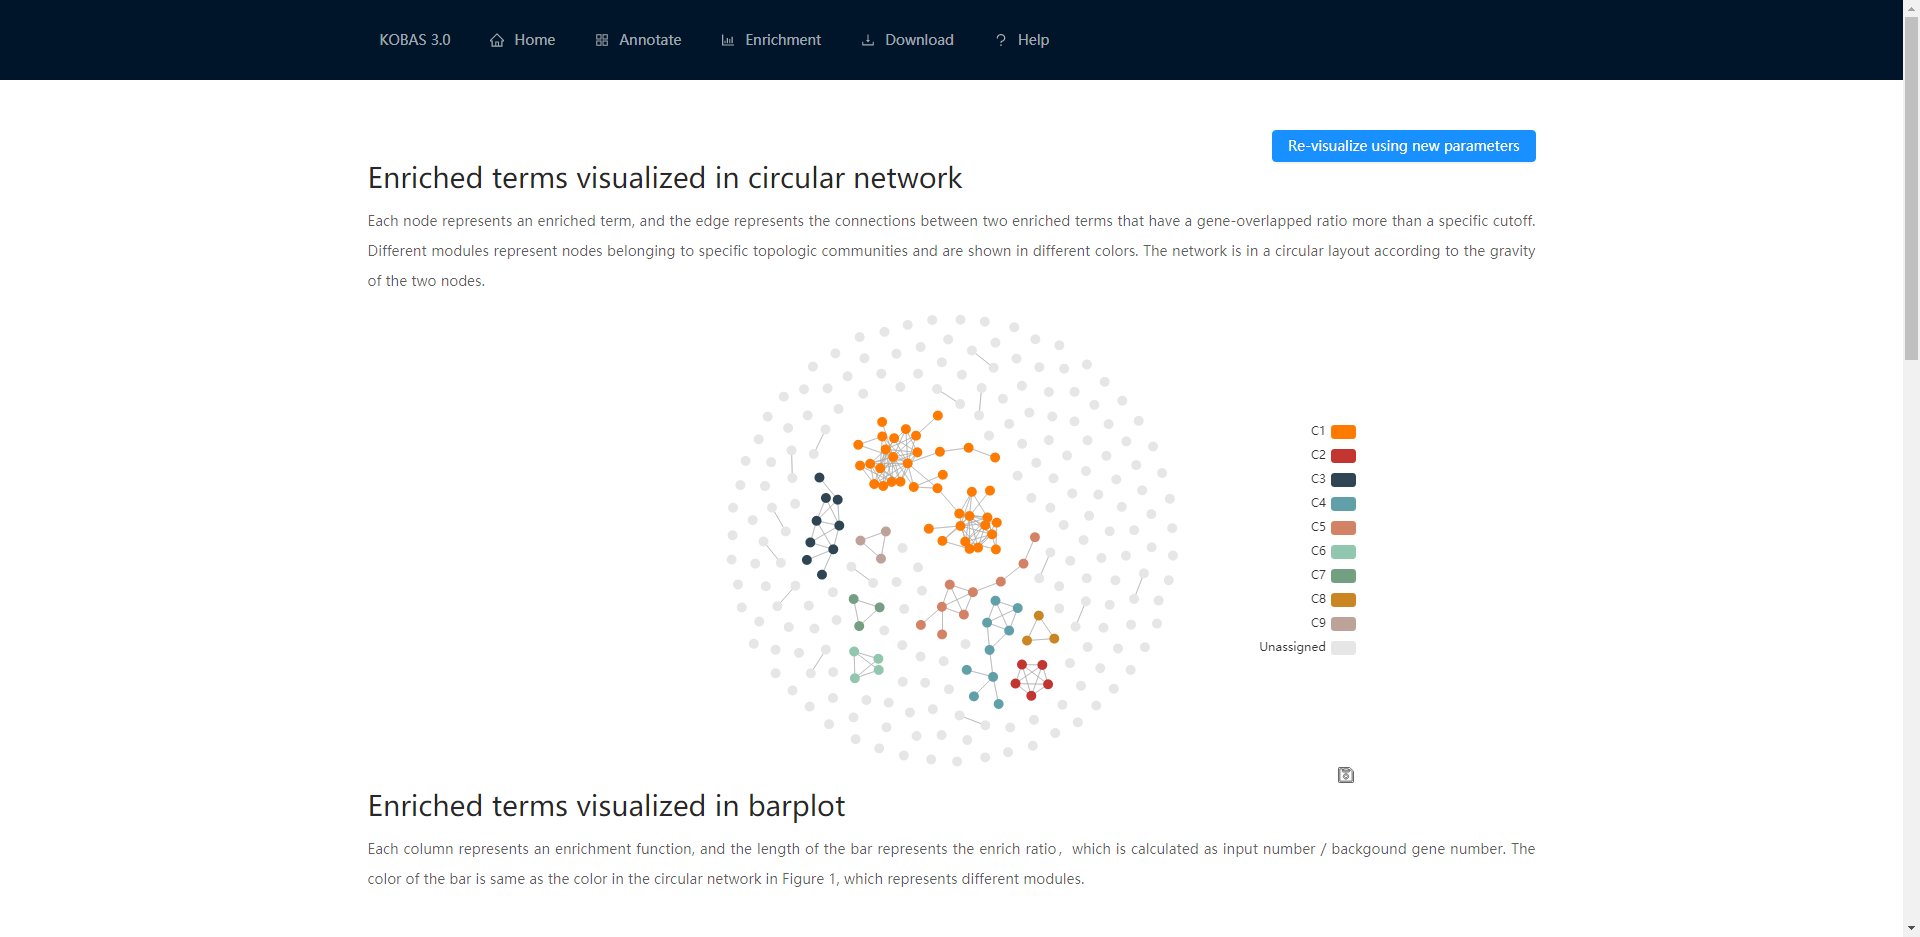 KOBAS 3.0 Home Annotate Enrichment Download Help
Re-visualize using new parameters
Enriched terms visualized in circular network
Each node represents an enriched term, and the edge represents the connections between two enriched terms that have a gene-overlapped ratio more than a specific cutoff.
Different modules represent nodes belonging to specific topologic communities and are shown in different colors. The network is in a circular layout according to the gravity
of the two nodes.
C1
C2
C3
C4
C5
C6
C7
C8
C9
Unassigned
Enriched terms visualized in barplot
Each column represents an enrichment function, and the length of the bar represents the enrich ratio，which is calculated as input number / backgound gene number. The
color of the bar is same as the color in the circular network in Figure 1, which represents different modules.